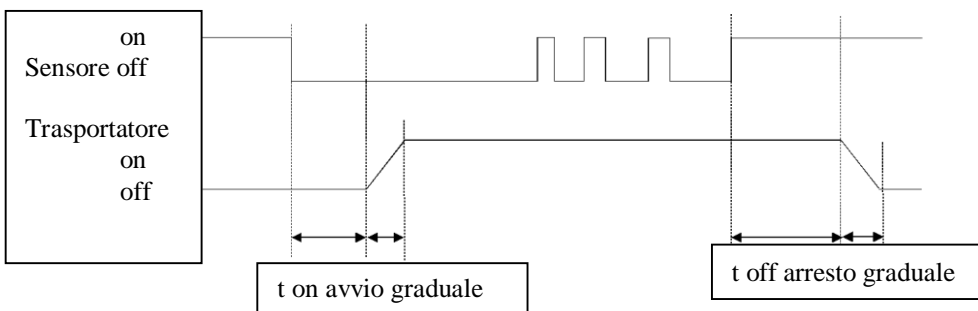 on
Sensore off
Trasportatore
on
off
t on avvio graduale
t off arresto graduale